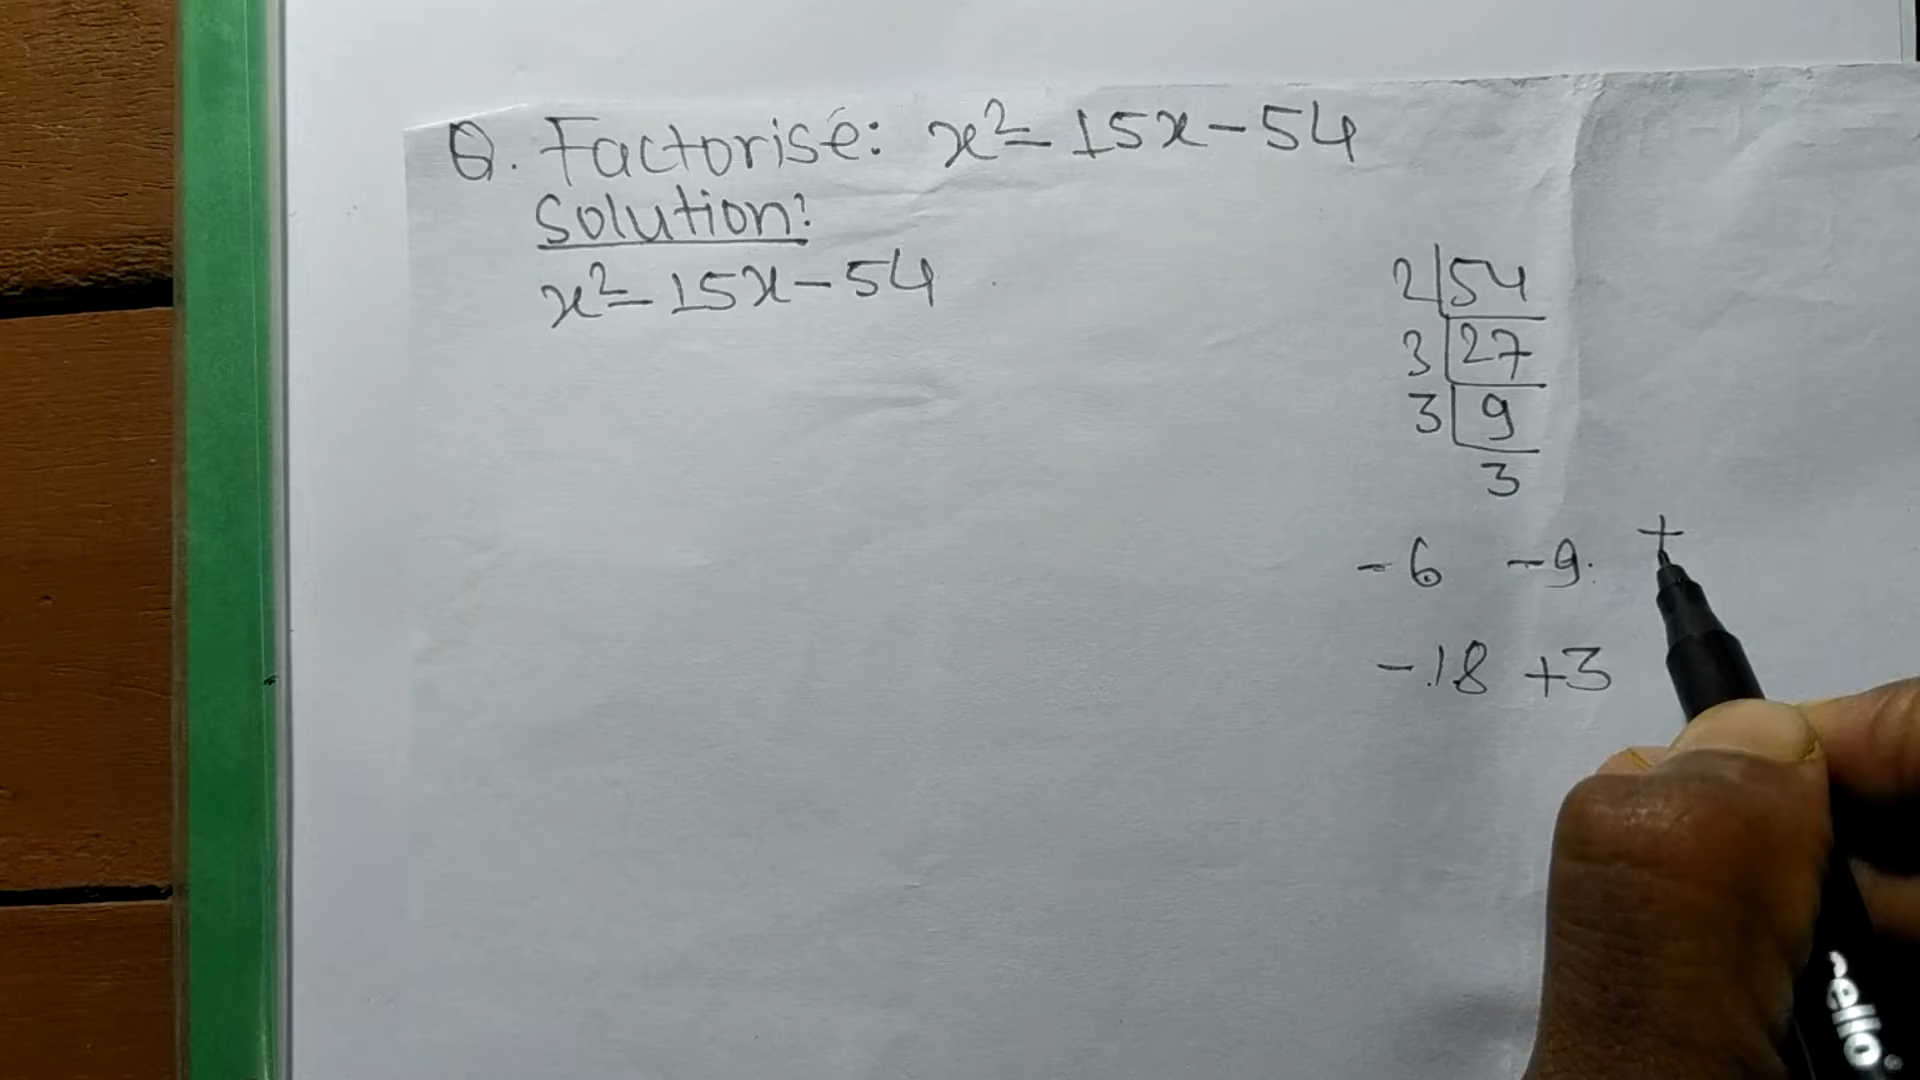 Q. Factorise: x² - 15x - 54
Solution:
x² - 15x - 54
2 | 54
3 | 27
3 | 9
3
-6 -9. +
-18 +3
cello